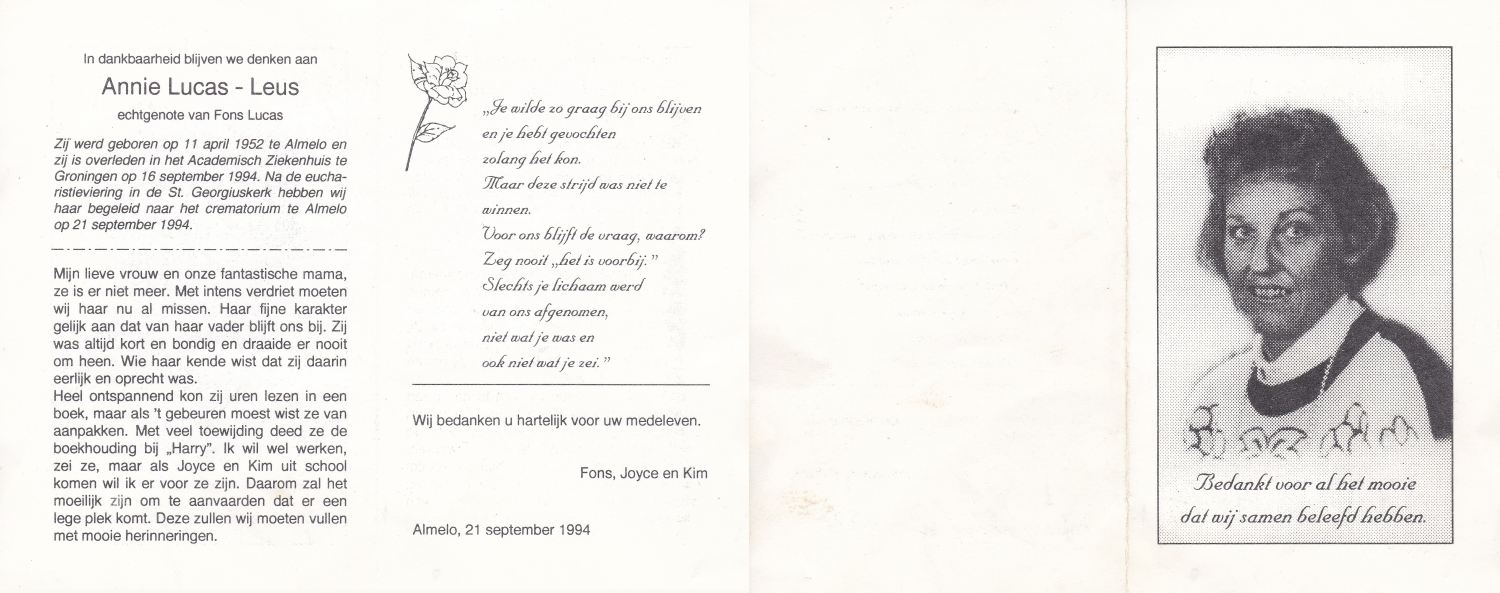 In dankbaarheid blijven we denken aan
Annie Lucas - Leus
echtgenote van Fons Lucas
Zij werd geboren op 11 april 1952 te Almelo en
zij is overleden in het Academisch Ziekenhuis te
Groningen op 16 september 1994. Na de eucha-
ristieviering in de St. Georgiuskerk hebben wij
haar begeleid naar het crematorium te Almelo
op 21 september 1994.
Mijn lieve vrouw en onze fantastische mama,
ze is er niet meer. Met intens verdriet moeten
wij haar nu al missen. Haar fijne karakter
gelijk aan dat van haar vader blijft ons bij. Zij
was altijd kort en bondig en draaide er nooit
om heen. Wie haar kende wist dat zij daarin
eerlijk en oprecht was.
Heel ontspannend kon zij uren lezen in een
boek, maar als 't gebeuren moest wist ze van
aanpakken. Met veel toewijding deed ze de
boekhouding bij „Harry”. Ik wil wel werken,
zei ze, maar als Joyce en Kim uit school
komen wil ik er voor ze zijn. Daarom zal het
moeilijk zijn om te aanvaarden dat er een
lege plek komt. Deze zullen wij moeten vullen
met mooie herinneringen.
„Je wilde zo graag bij ons blijven
en je hebt gevochten
zolang het kon.
Maar deze strijd was niet te
winnen.
Voor ons blijft de vraag, waarom?
Zeg nooit „het is voorbij.”
Slechts je lichaam werd
van ons afgenomen,
niet wat je was en
ook niet wat je zei.”
Wij bedanken u hartelijk voor uw medeleven.
Fons, Joyce en Kim
Almelo, 21 september 1994
Bedankt voor al het mooie
dat wij samen beleefd hebben.